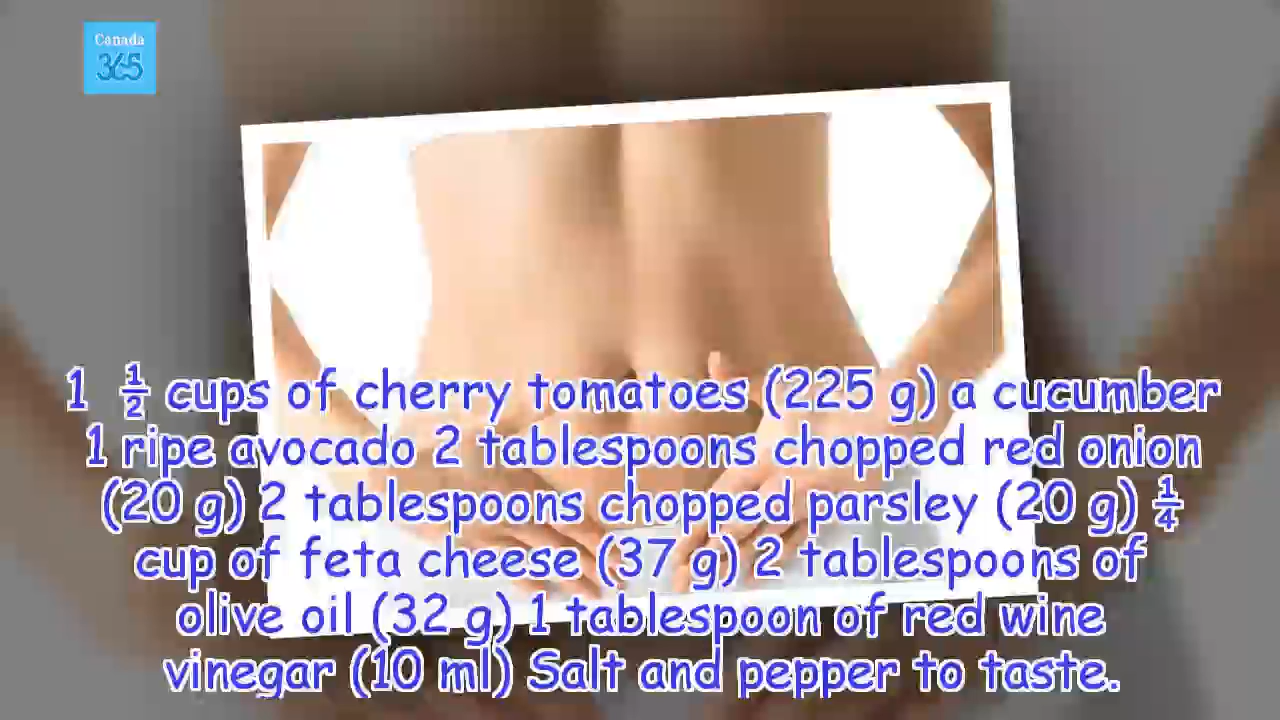 Canada
365
1 ½ cups of cherry tomatoes (225 g) a cucumber
1 ripe avocado 2 tablespoons chopped red onion
(20 g) 2 tablespoons chopped parsley (20 g) ¼
cup of feta cheese (37 g) 2 tablespoons of
olive oil (32 g) 1 tablespoon of red wine
vinegar (10 ml) Salt and pepper to taste.